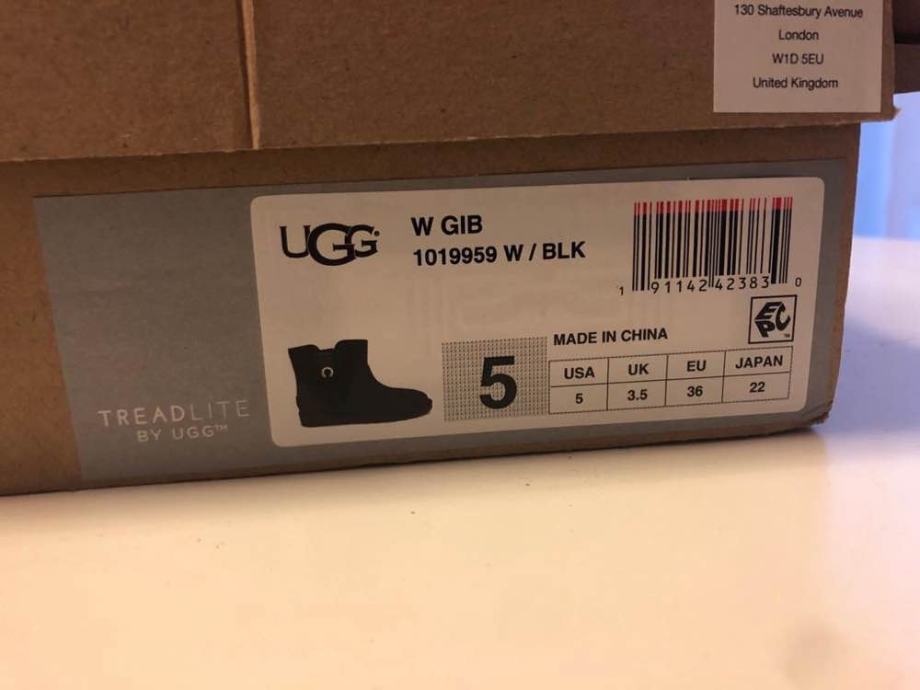 130 Shaftesbury Avenue
London
W1D 5EU
United Kingdom
UGG®
W GIB
1019959 W / BLK
1 91142 42383 0
EPC™
MADE IN CHINA
5
USA UK EU JAPAN
5 3.5 36 22
TREADLITE
BY UGG™